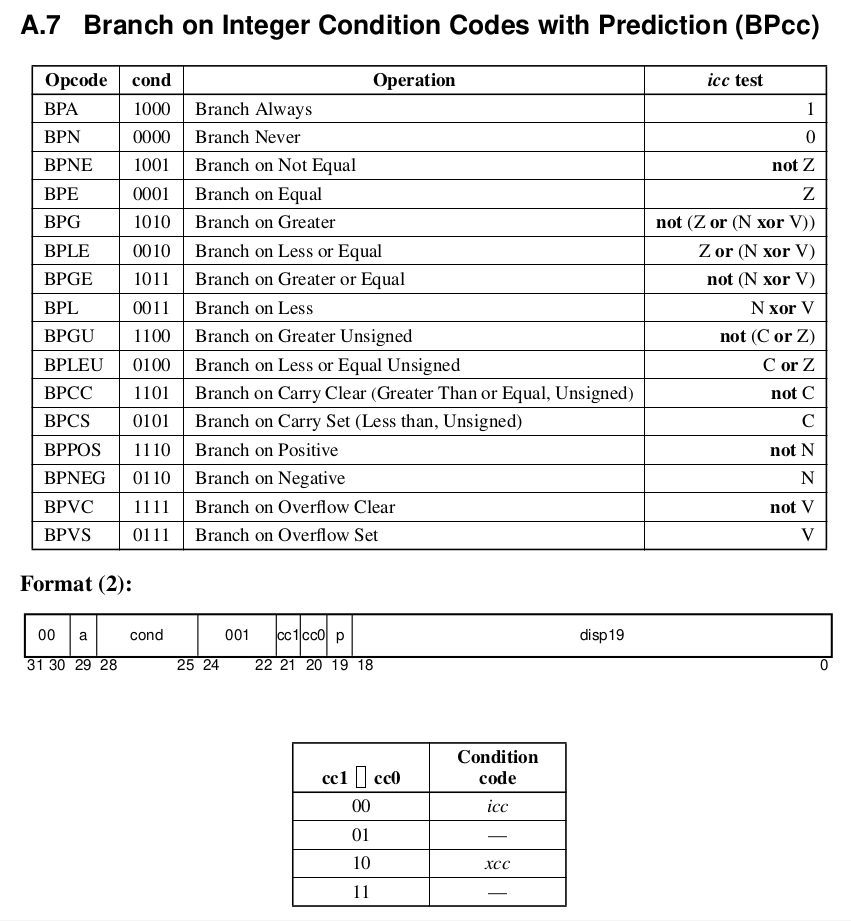 A.7 Branch on Integer Condition Codes with Prediction (BPcc)
Opcode cond Operation icc test
BPA 1000 Branch Always 1
BPN 0000 Branch Never 0
BPNE 1001 Branch on Not Equal not Z
BPE 0001 Branch on Equal Z
BPG 1010 Branch on Greater not (Z or (N xor V))
BPLE 0010 Branch on Less or Equal Z or (N xor V)
BPGE 1011 Branch on Greater or Equal not (N xor V)
BPL 0011 Branch on Less N xor V
BPGU 1100 Branch on Greater Unsigned not (C or Z)
BPLEU 0100 Branch on Less or Equal Unsigned C or Z
BPCC 1101 Branch on Carry Clear (Greater Than or Equal, Unsigned) not C
BPCS 0101 Branch on Carry Set (Less than, Unsigned) C
BPPOS 1110 Branch on Positive not N
BPNEG 0110 Branch on Negative N
BPVC 1111 Branch on Overflow Clear not V
BPVS 0111 Branch on Overflow Set V
Format (2):
00 a cond 001 cc1 cc0 p disp19
31 30 29 28 25 24 22 21 20 19 18 0
Condition
cc1 ▯ cc0 code
00 icc
01 —
10 xcc
11 —